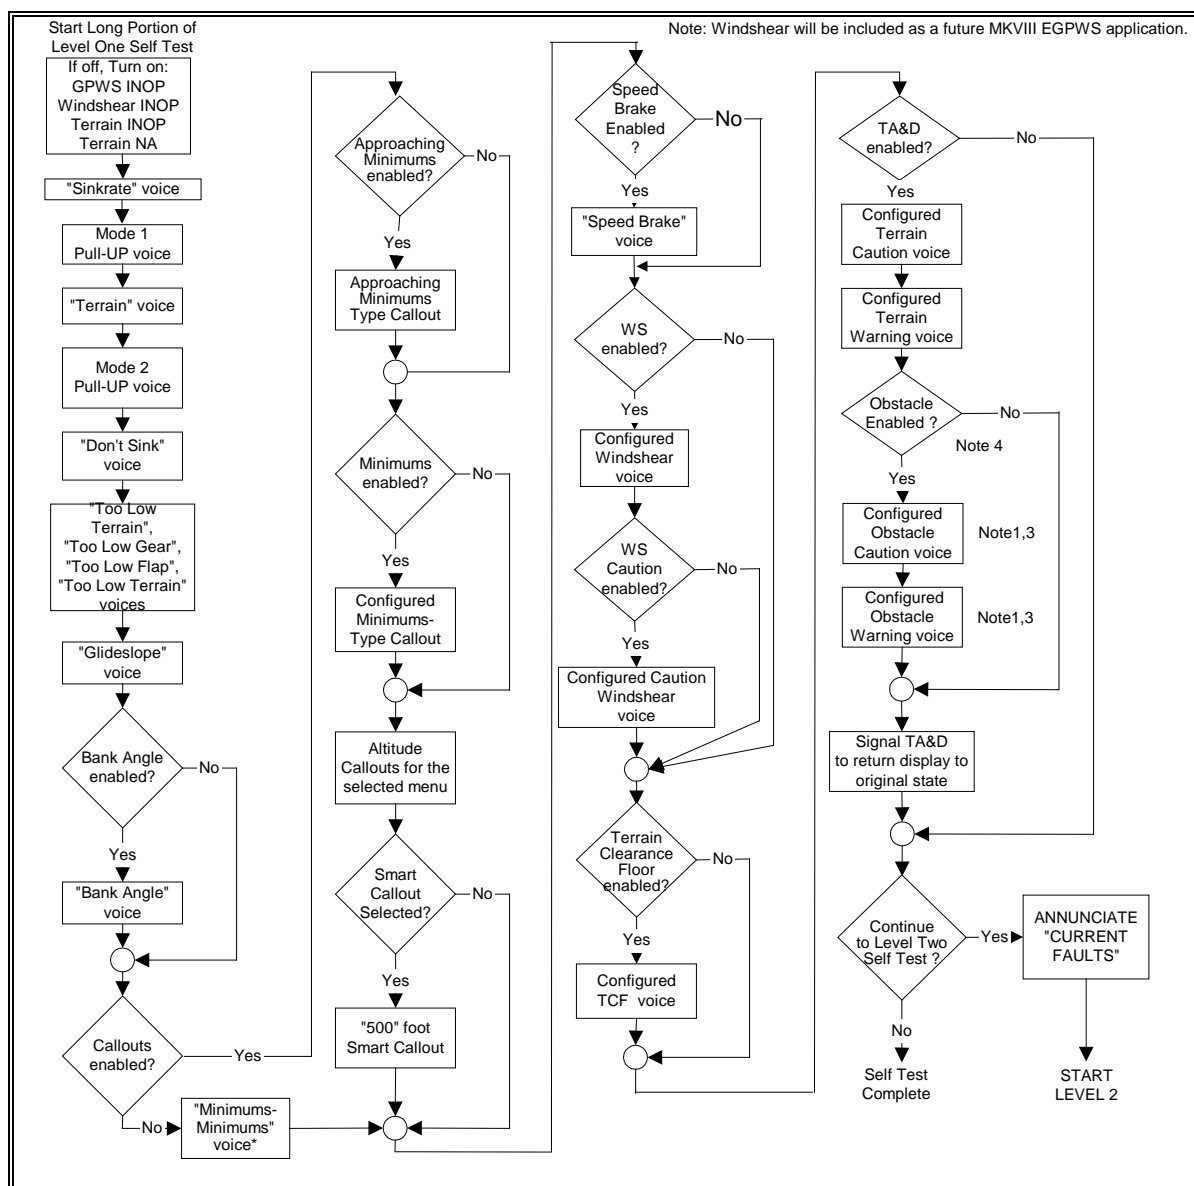 Start Long Portion of
Level One Self Test
If off, Turn on:
GPWS INOP
Windshear INOP
Terrain INOP
Terrain NA
"Sinkrate" voice
Mode 1
Pull-UP voice
"Terrain" voice
Mode 2
Pull-UP voice
"Don't Sink"
voice
"Too Low
Terrain",
"Too Low Gear",
"Too Low Flap",
"Too Low Terrain"
voices
"Glideslope"
voice
Bank Angle
enabled?
No
Yes
"Bank Angle"
voice
Callouts
enabled?
Yes
No
"Minimums-
Minimums"
voice*
Approaching
Minimums
enabled?
No
Yes
Approaching
Minimums
Type Callout
Minimums
enabled?
No
Yes
Configured
Minimums-
Type Callout
Altitude
Callouts for the
selected menu
Smart
Callout
Selected?
No
Yes
"500" foot
Smart Callout
Note: Windshear will be included as a future MKVIII EGPWS application.
Speed
Brake
Enabled
?
No
Yes
"Speed Brake"
voice
WS
enabled?
No
Yes
Configured
Windshear
voice
WS
Caution
enabled?
No
Yes
Configured Caution
Windshear
voice
Terrain
Clearance
Floor
enabled?
No
Yes
Configured
TCF voice
TA&D
enabled?
No
Yes
Configured
Terrain
Caution voice
Configured
Terrain
Warning voice
Obstacle
Enabled ?
No
Note 4
Yes
Configured
Obstacle
Caution voice
Note1,3
Configured
Obstacle
Warning voice
Note1,3
Signal TA&D
to return display to
original state
Continue
to Level Two
Self Test ?
Yes
ANNUNCIATE
"CURRENT
FAULTS"
No
Self Test
Complete
START
LEVEL 2